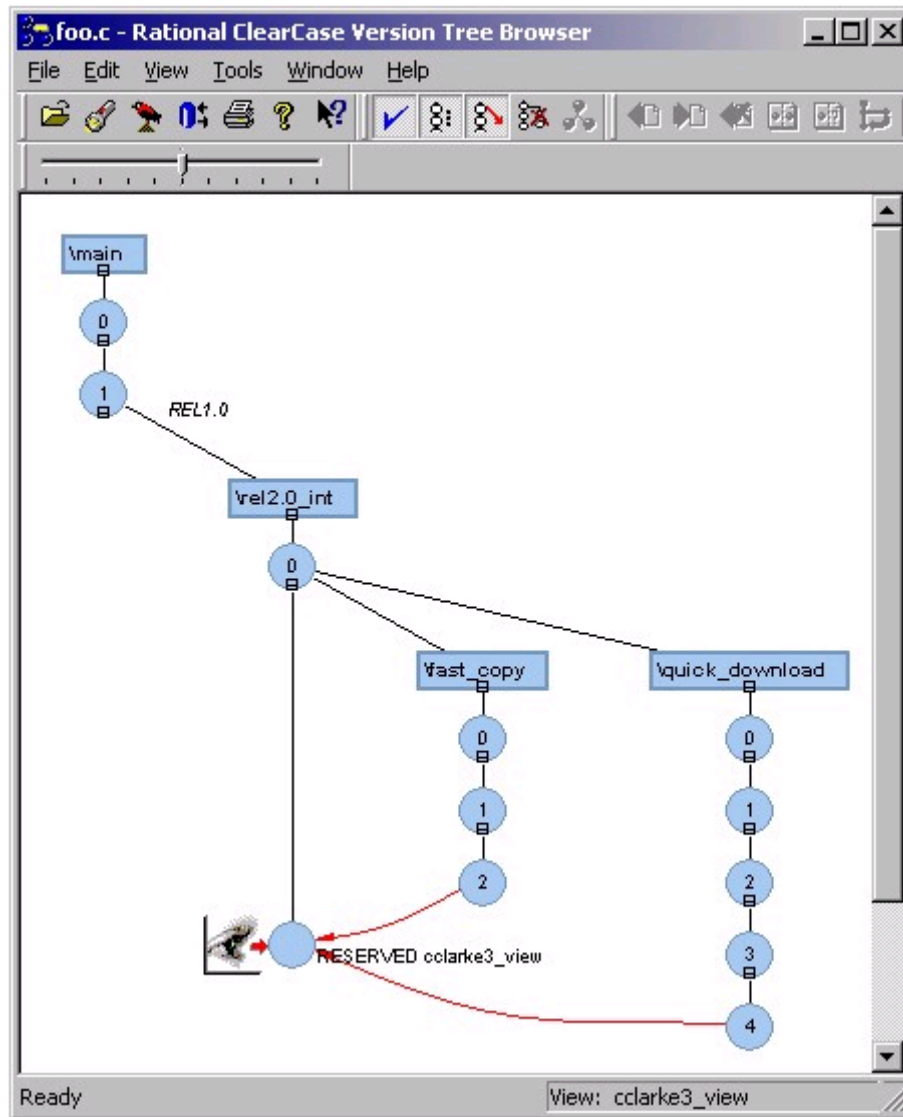 foo.c - Rational ClearCase Version Tree Browser
File Edit View Tools Window Help
\main
0
1
REL1.0
\rel2.0_int
0
\fast_copy
\quick_download
0
0
1
1
2
2
RESERVED cclarke3_view
3
4
Ready
View: cclarke3_view